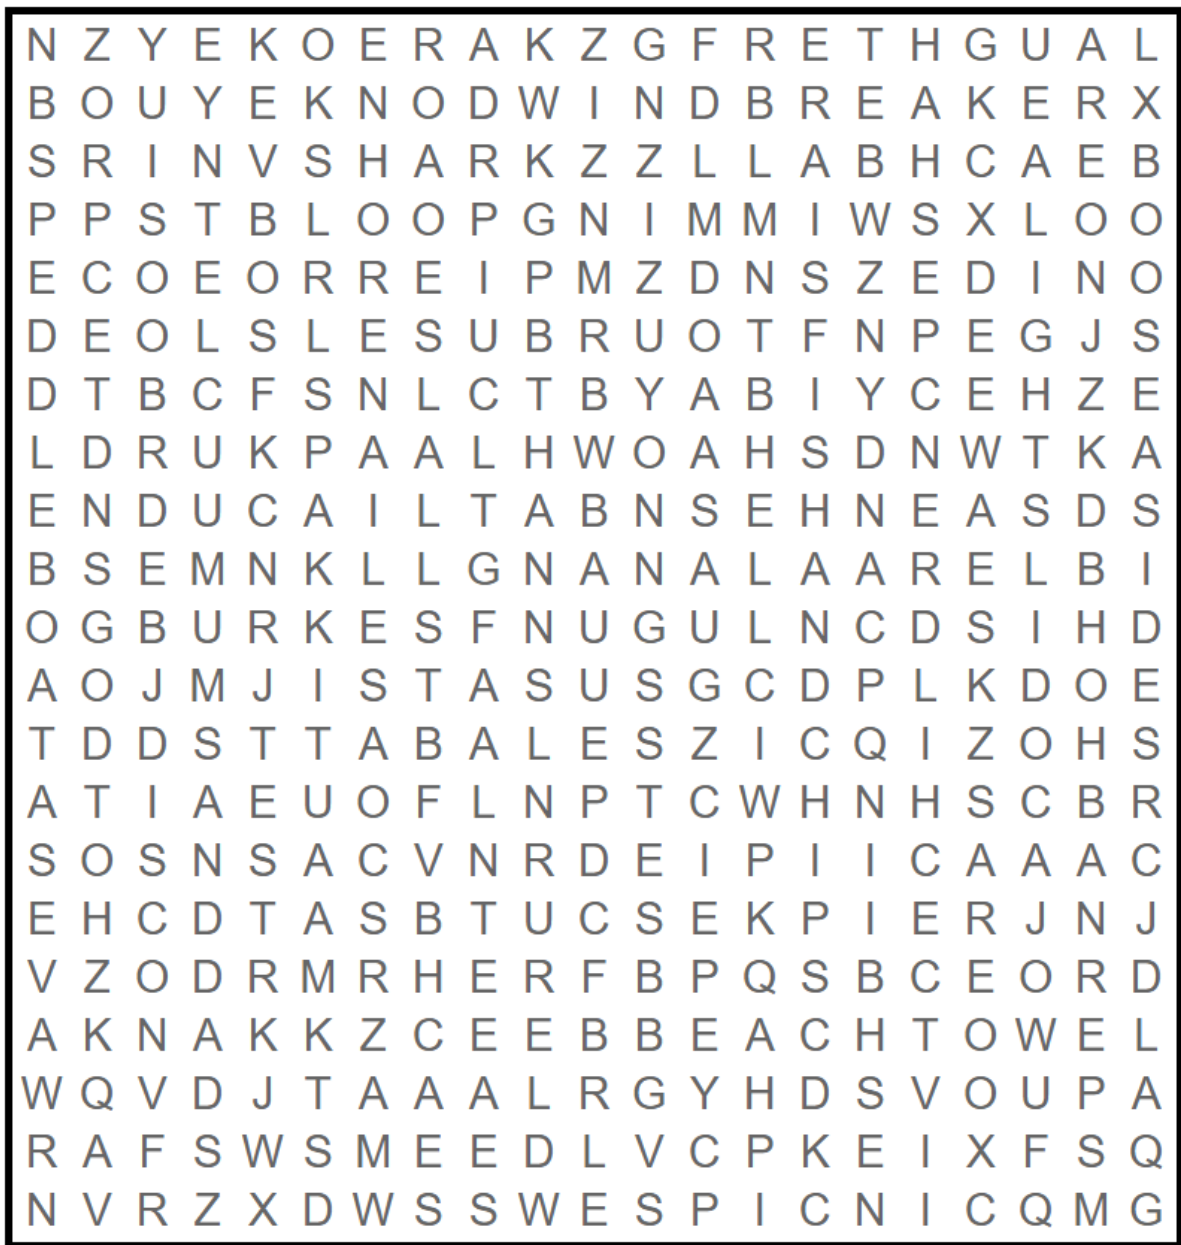 N Z Y E K O E R A K Z G F R E T H G U A L
B O U Y E K N O D W I N D B R E A K E R X
S R I N V S H A R K Z Z L L A B H C A E B
P P S T B L O O P G N I M M I W S X L O O
E C O E O R R E I P M Z D N S Z E D I N O
D E O L S L E S U B R U O T F N P E G J S
D T B C F S N L C T B Y A B I Y C E H Z E
L D R U K P A A L H W O A H S D N W T K A
E N D U C A I L T A B N S E H N E A S D S
B S E M N K L L G N A N A L A A R E L B I
O G B U R K E S F N U G U L N C D S I H D
A O J M J I S T A S U S G C D P L K D O E
T D D S T T A B A L E S Z I C Q I Z O H S
A T I A E U O F L N P T C W H N H S C B R
S O S N S A C V N R D E I P I I C A A A C
E H C D T A S B T U C S E K P I E R J N J
V Z O D R M R H E R F B P Q S B C E O R D
A K N A K K Z C E E B B E A C H T O W E L
W Q V D J T A A A L R G Y H D S V O U P A
R A F S W S M E E D L V C P K E I X F S Q
N V R Z X D W S S W E S P I C N I C Q M G